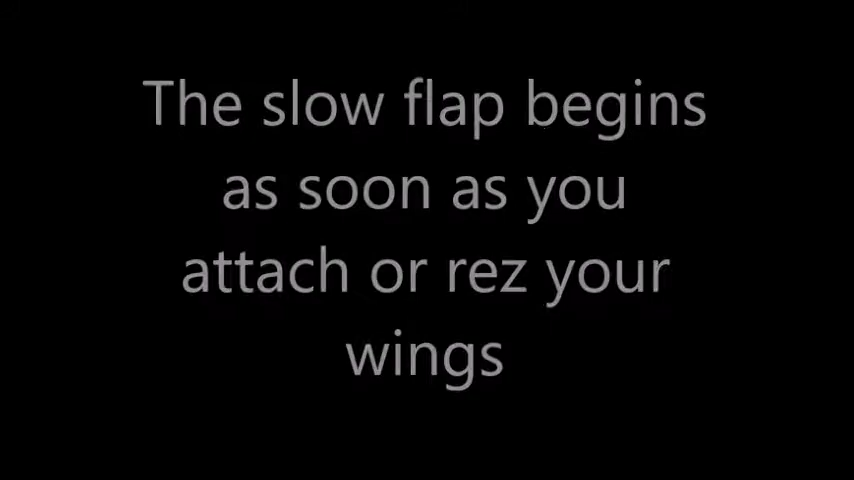 The slow flap begins
as soon as you
attach or rez your
wings